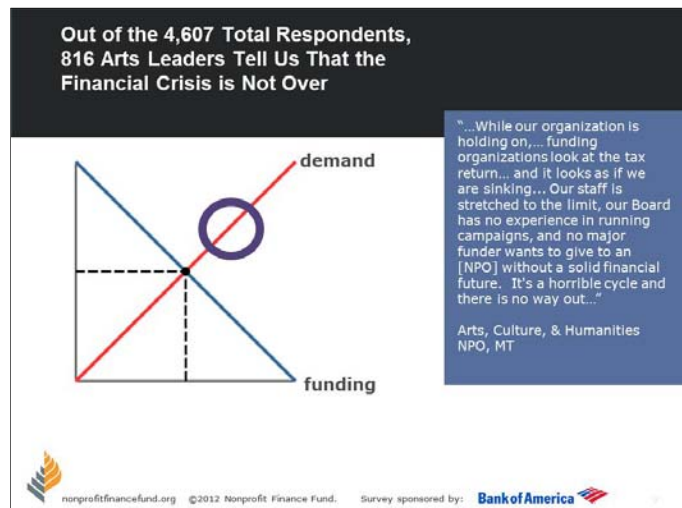 Out of the 4,607 Total Respondents,
816 Arts Leaders Tell Us That the
Financial Crisis is Not Over
demand
funding
"...While our organization is
holding on,... funding
organizations look at the tax
return... and it looks as if we
are sinking... Our staff is
stretched to the limit, our Board
has no experience in running
campaigns, and no major
funder wants to give to an
[NPO] without a solid financial
future.  It's a horrible cycle and
there is no way out..."
Arts, Culture, & Humanities
NPO, MT
nonprofitfinancefund.org ©2012 Nonprofit Finance Fund. Survey sponsored by: Bank of America